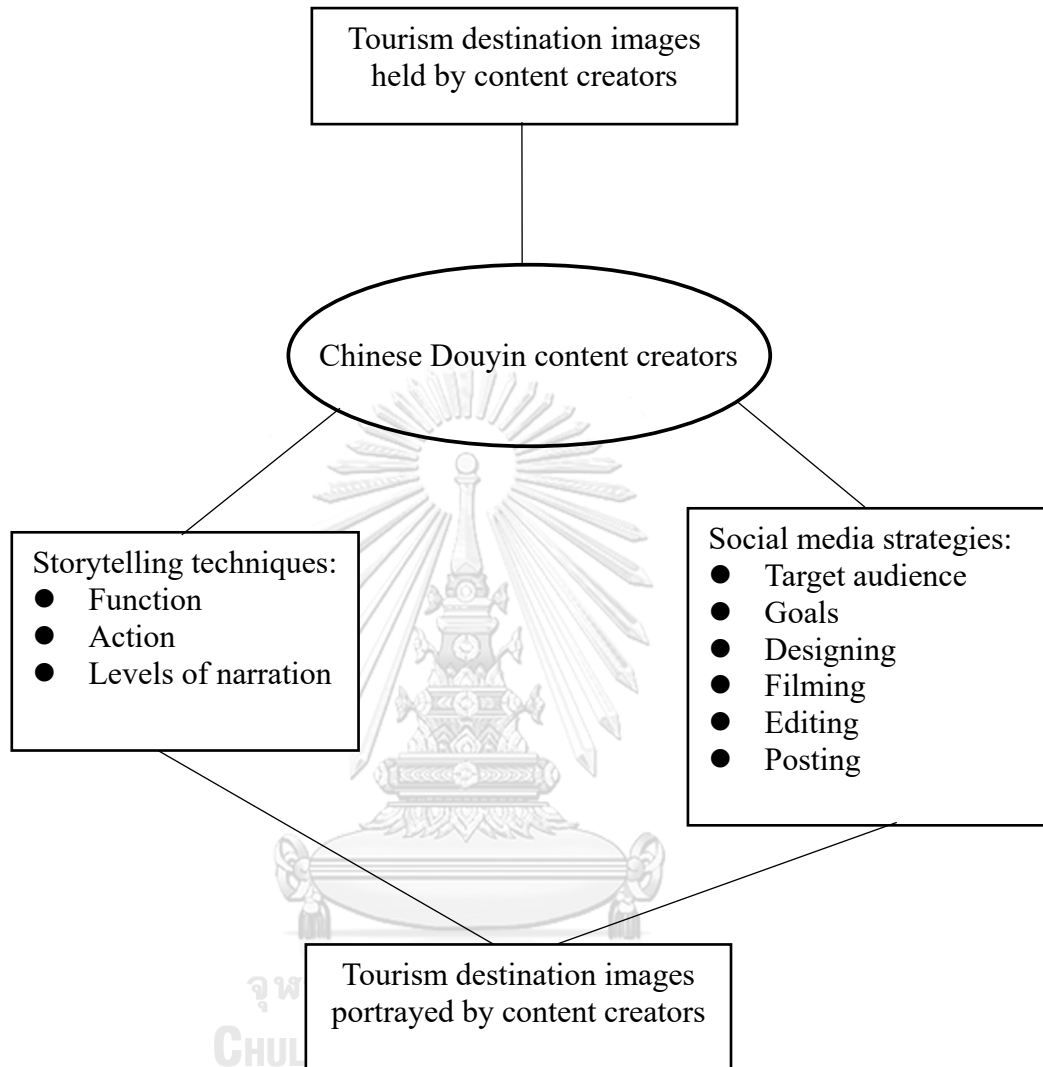 Tourism destination images
held by content creators
Chinese Douyin content creators
Storytelling techniques:
● Function
● Action
● Levels of narration
Social media strategies:
● Target audience
● Goals
● Designing
● Filming
● Editing
● Posting
Tourism destination images
portrayed by content creators